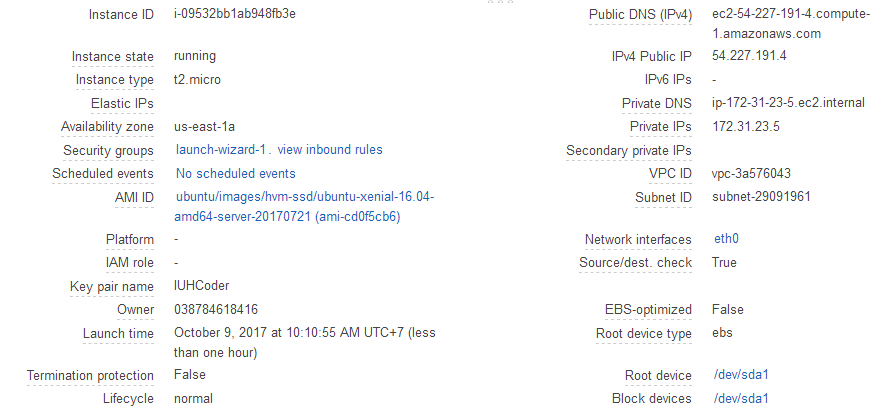 Instance ID i-09532bb1ab948fb3e
Instance state running
Instance type t2.micro
Elastic IPs
Availability zone us-east-1a
Security groups launch-wizard-1. view inbound rules
Scheduled events No scheduled events
AMI ID ubuntu/images/hvm-ssd/ubuntu-xenial-16.04-
amd64-server-20170721 (ami-cd0f5cb6)
Platform -
IAM role -
Key pair name IUHCoder
Owner 038784618416
Launch time October 9, 2017 at 10:10:55 AM UTC+7 (less
than one hour)
Termination protection False
Lifecycle normal
Public DNS (IPv4) ec2-54-227-191-4.compute-
1.amazonaws.com
IPv4 Public IP 54.227.191.4
IPv6 IPs -
Private DNS ip-172-31-23-5.ec2.internal
Private IPs 172.31.23.5
Secondary private IPs
VPC ID vpc-3a576043
Subnet ID subnet-29091961
Network interfaces eth0
Source/dest. check True
EBS-optimized False
Root device type ebs
Root device /dev/sda1
Block devices /dev/sda1